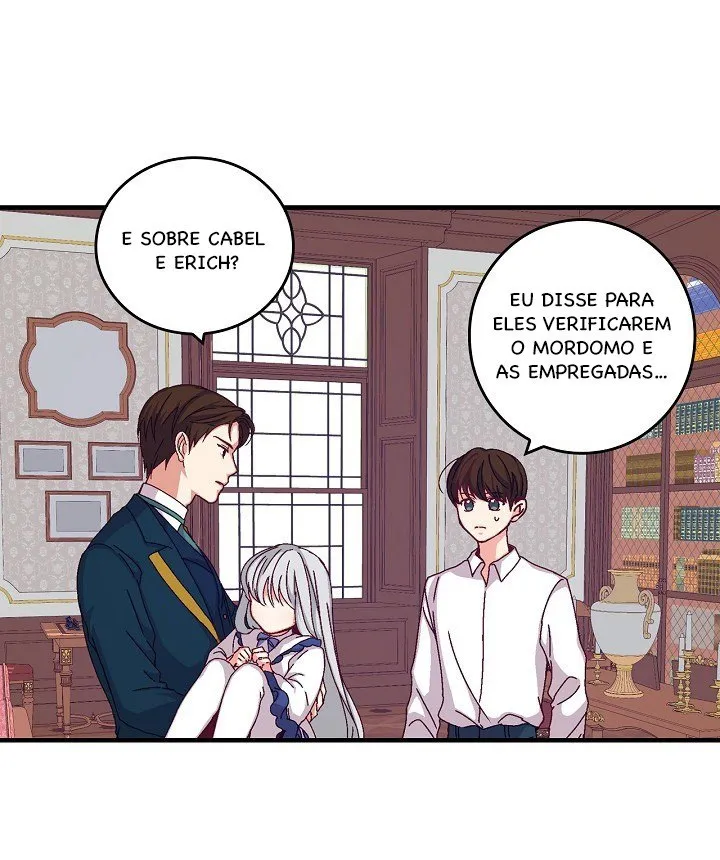 E SOBRE CABEL
E ERICH?
EU DISSE PARA
ELES VERIFICAREM
O MORDOMO E
AS EMPREGADAS...